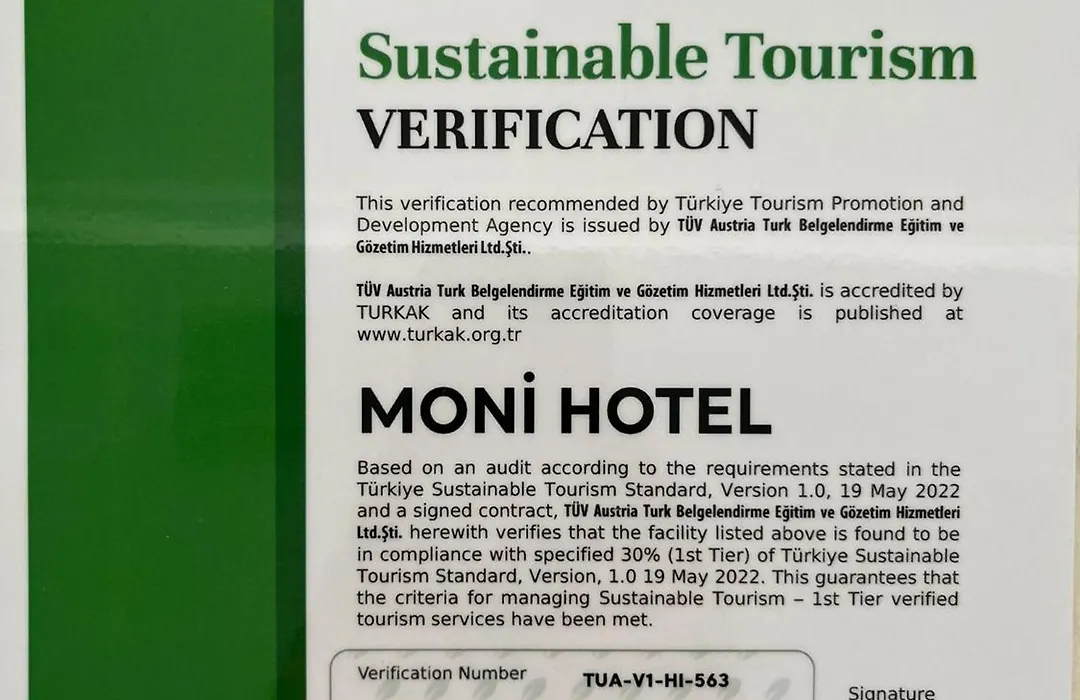 Sustainable Tourism
VERIFICATION
This verification recommended by Türkiye Tourism Promotion and
Development Agency is issued by TÜV Austria Turk Belgelendirme Eğitim ve
Gözetim Hizmetleri Ltd.Şti..
TÜV Austria Turk Belgelendirme Eğitim ve Gözetim Hizmetleri Ltd.Şti. is accredited by
TURKAK and its accreditation coverage is published at
www.turkak.org.tr
MONİ HOTEL
Based on an audit according to the requirements stated in the
Türkiye Sustainable Tourism Standard, Version 1.0, 19 May 2022
and a signed contract, TÜV Austria Turk Belgelendirme Eğitim ve Gözetim Hizmetleri
Ltd.Şti. herewith verifies that the facility listed above is found to be
in compliance with specified 30% (1st Tier) of Türkiye Sustainable
Tourism Standard, Version, 1.0 19 May 2022. This guarantees that
the criteria for managing Sustainable Tourism – 1st Tier verified
tourism services have been met.
Verification Number TUA-V1-HI-563
Signature